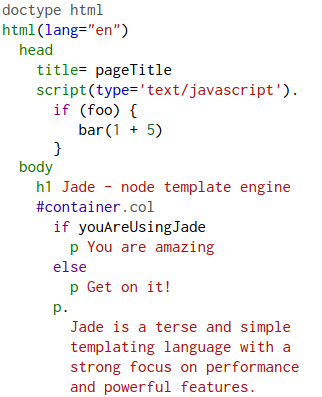 doctype html
html(lang="en")
  head
    title= pageTitle
    script(type='text/javascript').
      if (foo) {
         bar(1 + 5)
      }
  body
    h1 Jade - node template engine
    #container.col
      if youAreUsingJade
        p You are amazing
      else
        p Get on it!
      p.
        Jade is a terse and simple
        templating language with a
        strong focus on performance
        and powerful features.